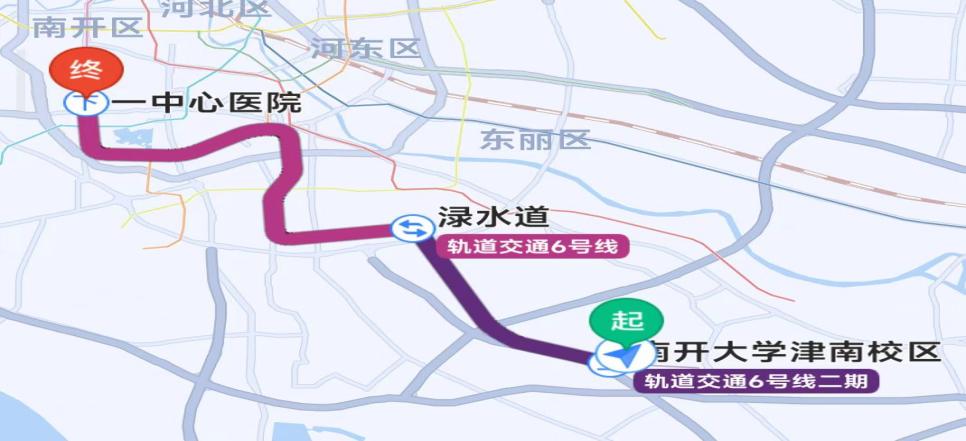 河北区
南开区
河东区
终
下
一中心医院
东丽区
渌水道
轨道交通6号线
起
南开大学津南校区
轨道交通6号线二期